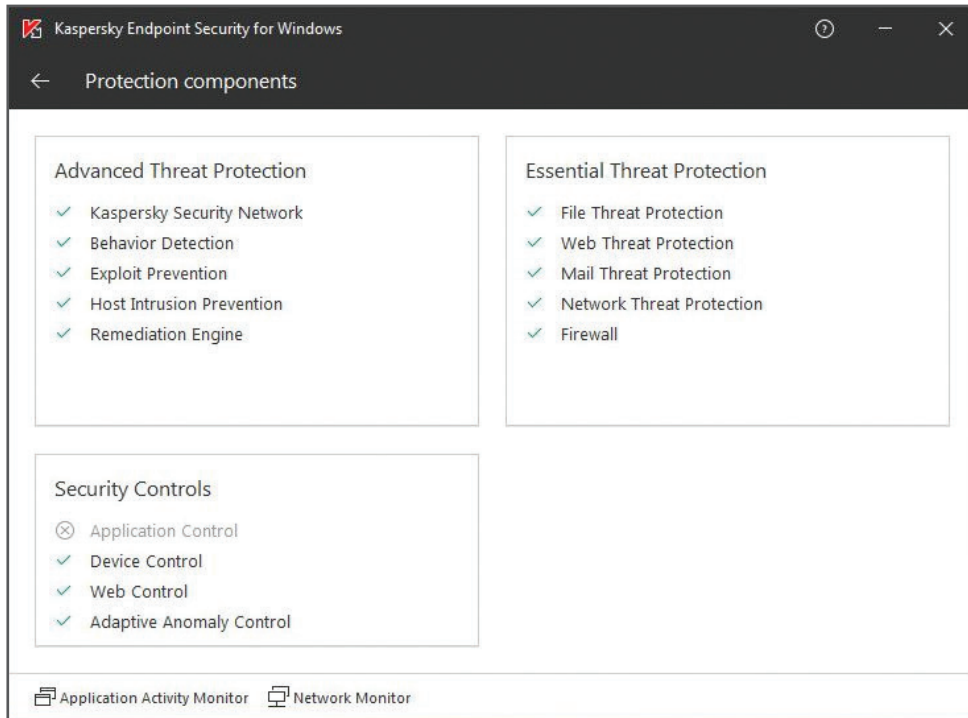 Kaspersky Endpoint Security for Windows
Protection components
Advanced Threat Protection
Kaspersky Security Network
Behavior Detection
Exploit Prevention
Host Intrusion Prevention
Remediation Engine
Essential Threat Protection
File Threat Protection
Web Threat Protection
Mail Threat Protection
Network Threat Protection
Firewall
Security Controls
Application Control
Device Control
Web Control
Adaptive Anomaly Control
Application Activity Monitor
Network Monitor